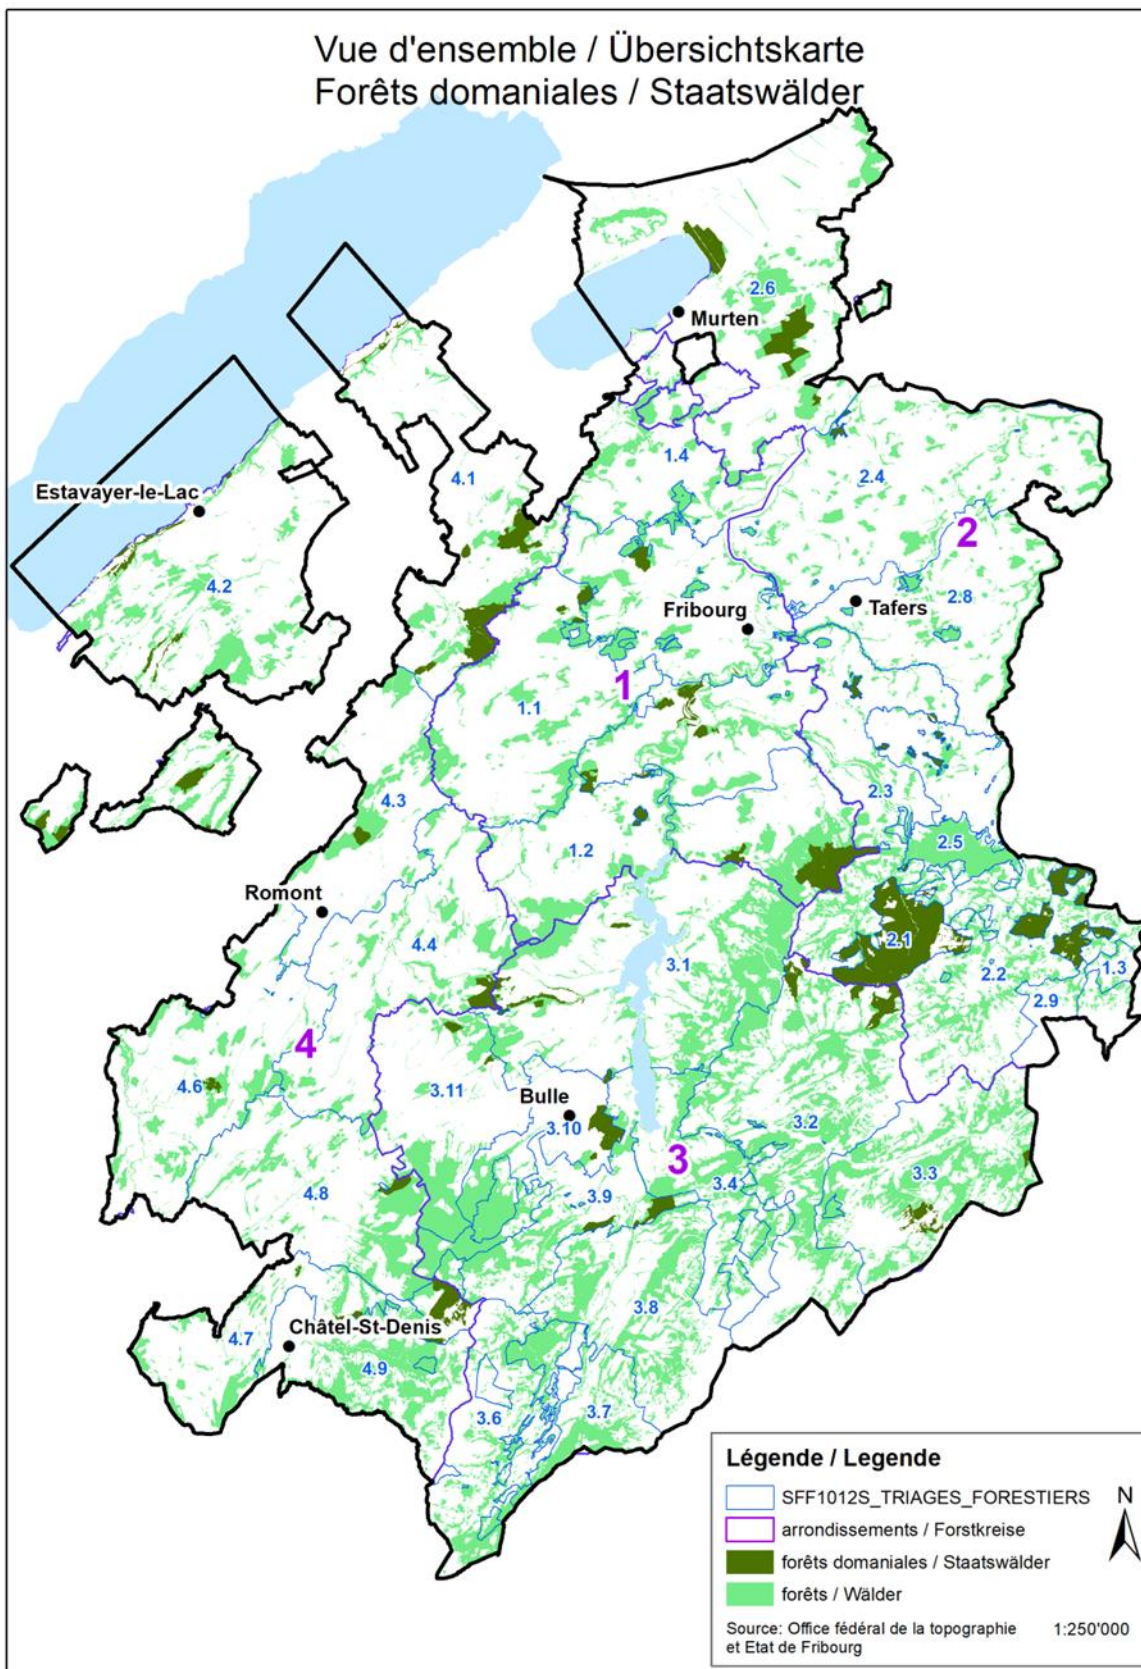 Vue d'ensemble / Übersichtskarte
Forêts domaniales / Staatswälder
2.6
Murten
1.4
4.1
2.4
Estavayer-le-Lac
2
4.2
2.8
Fribourg
Tafers
1
1.1
2.3
4.3
2.5
1.2
Romont
2.1
4.4
3.1
2.2
1.3
2.9
4
4.6
3.11
Bulle
3.10
3.2
3
3.3
3.4
4.8
3.9
3.8
4.7
Châtel-St-Denis
4.9
3.6
3.7
Légende / Legende
SFF1012S_TRIAGES_FORESTIERS
N
arrondissements / Forstkreise
forêts domaniales / Staatswälder
forêts / Wälder
Source: Office fédéral de la topographie
et Etat de Fribourg
1:250'000